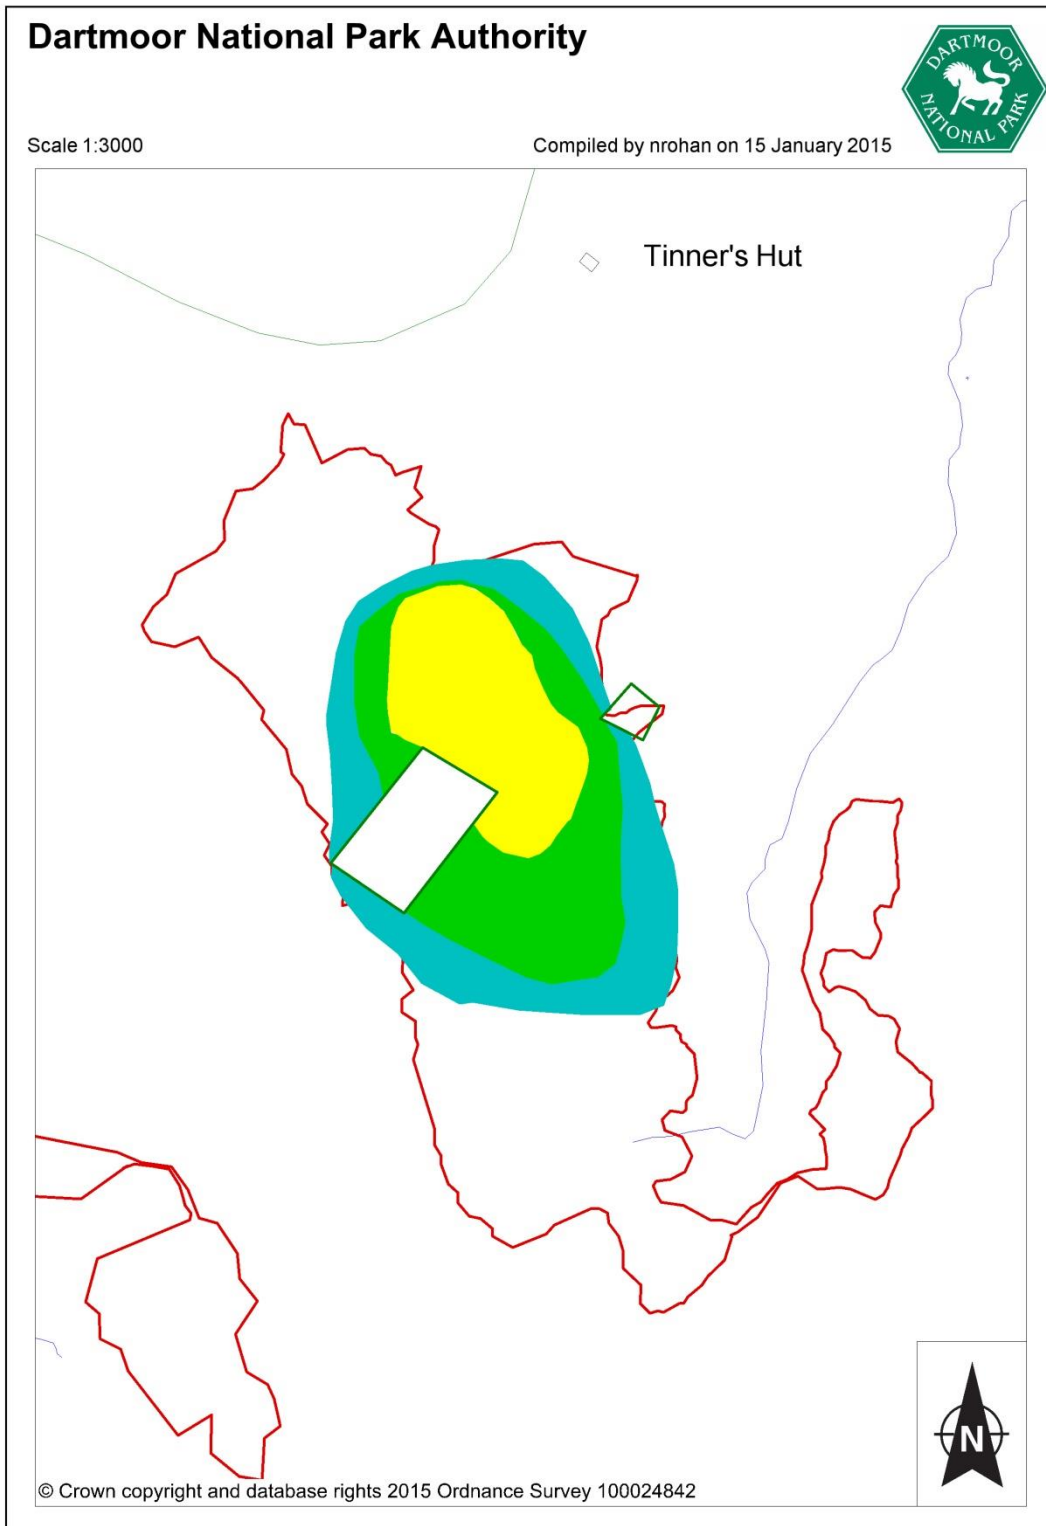 Dartmoor National Park Authority
DARTMOOR
NATIONAL PARK
Scale 1:3000
Compiled by nrohan on 15 January 2015
Tinner's Hut
N
© Crown copyright and database rights 2015 Ordnance Survey 100024842